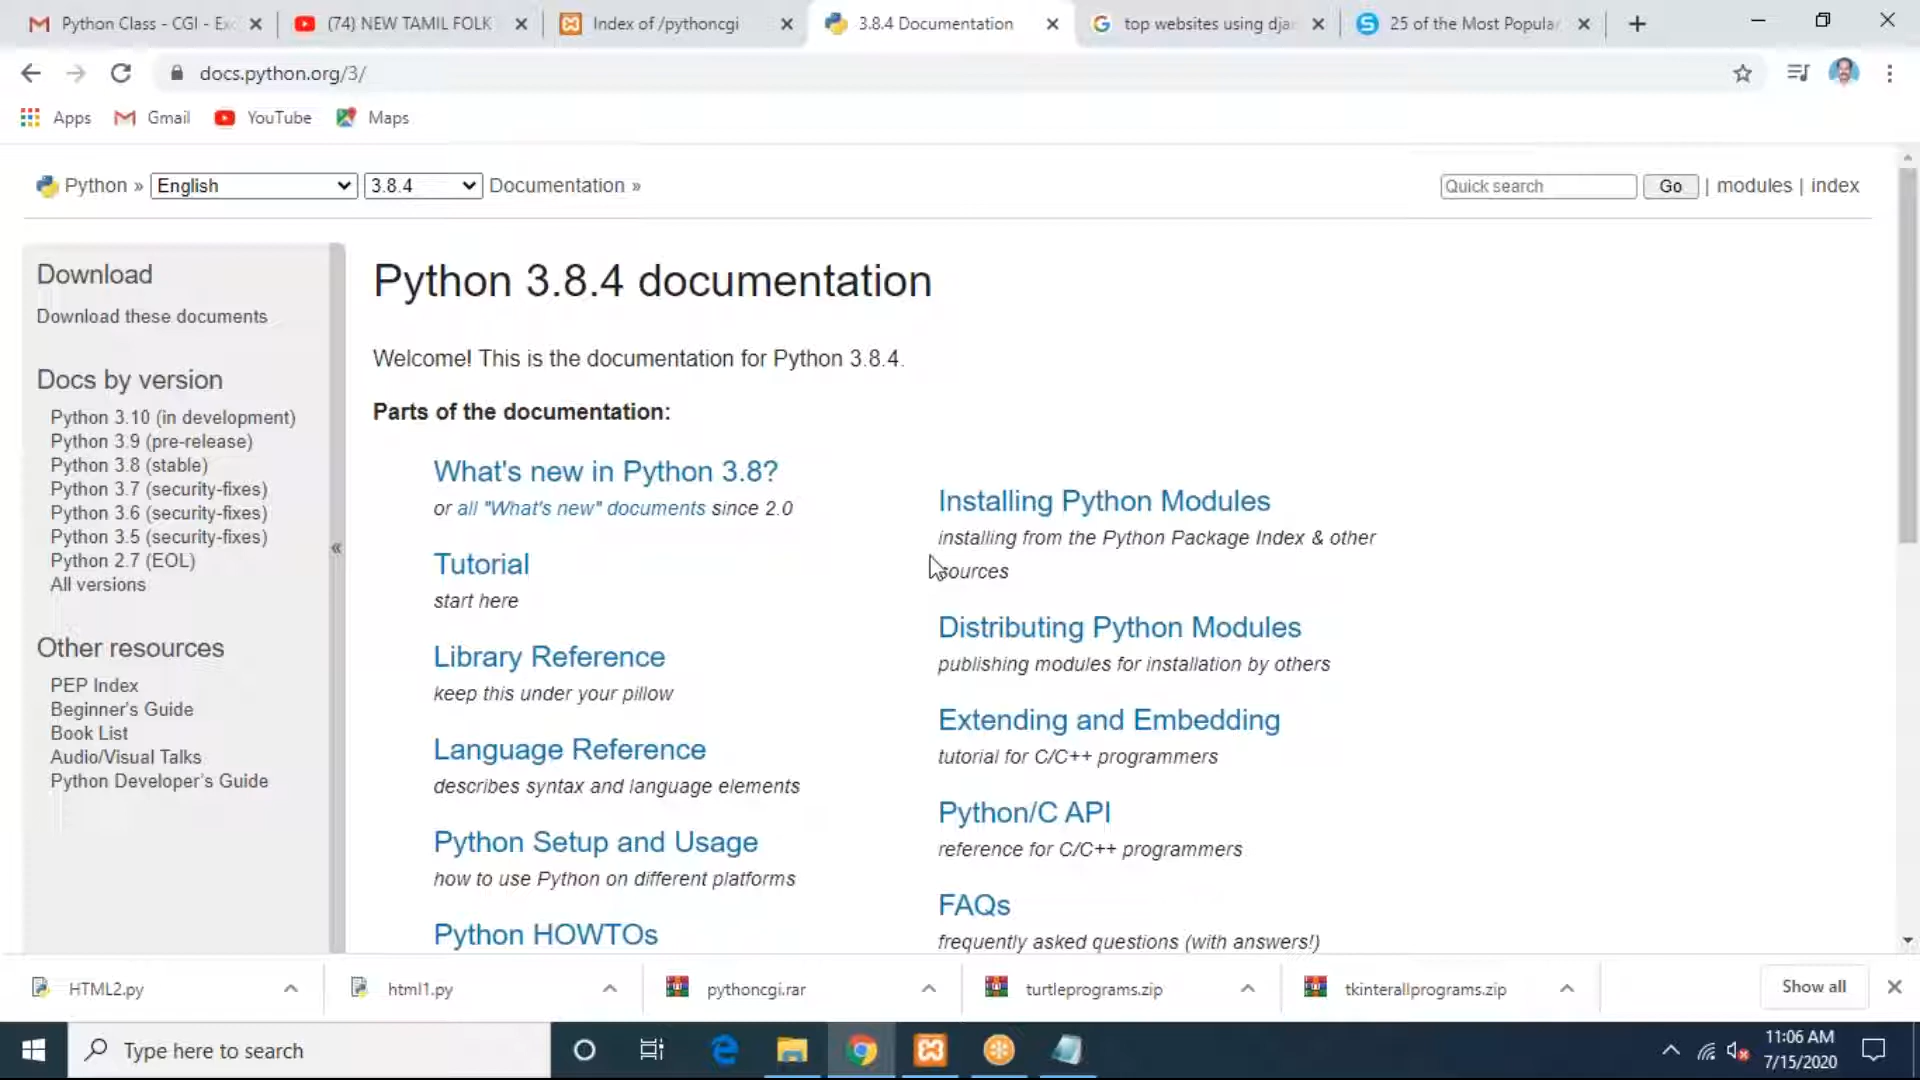 Python Class - CGI - Ex
(74) NEW TAMIL FOLK
Index of /pythoncgi
3.8.4 Documentation
top websites using dja
25 of the Most Popular
docs.python.org/3/
Apps
Gmail
YouTube
Maps
Python »
English
3.8.4
Documentation »
Quick search
Go
| modules | index
Download
Download these documents
Docs by version
Python 3.10 (in development)
Python 3.9 (pre-release)
Python 3.8 (stable)
Python 3.7 (security-fixes)
Python 3.6 (security-fixes)
Python 3.5 (security-fixes)
Python 2.7 (EOL)
All versions
Other resources
PEP Index
Beginner's Guide
Book List
Audio/Visual Talks
Python Developer's Guide
«
Python 3.8.4 documentation
Welcome! This is the documentation for Python 3.8.4.
Parts of the documentation:
What's new in Python 3.8?
or all "What's new" documents since 2.0
Tutorial
start here
Library Reference
keep this under your pillow
Language Reference
describes syntax and language elements
Python Setup and Usage
how to use Python on different platforms
Python HOWTOs
Installing Python Modules
installing from the Python Package Index & other
sources
Distributing Python Modules
publishing modules for installation by others
Extending and Embedding
tutorial for C/C++ programmers
Python/C API
reference for C/C++ programmers
FAQs
frequently asked questions (with answers!)
HTML2.py
html1.py
pythoncgi.rar
turtleprograms.zip
tkinterallprograms.zip
Show all
Type here to search
11:06 AM
7/15/2020